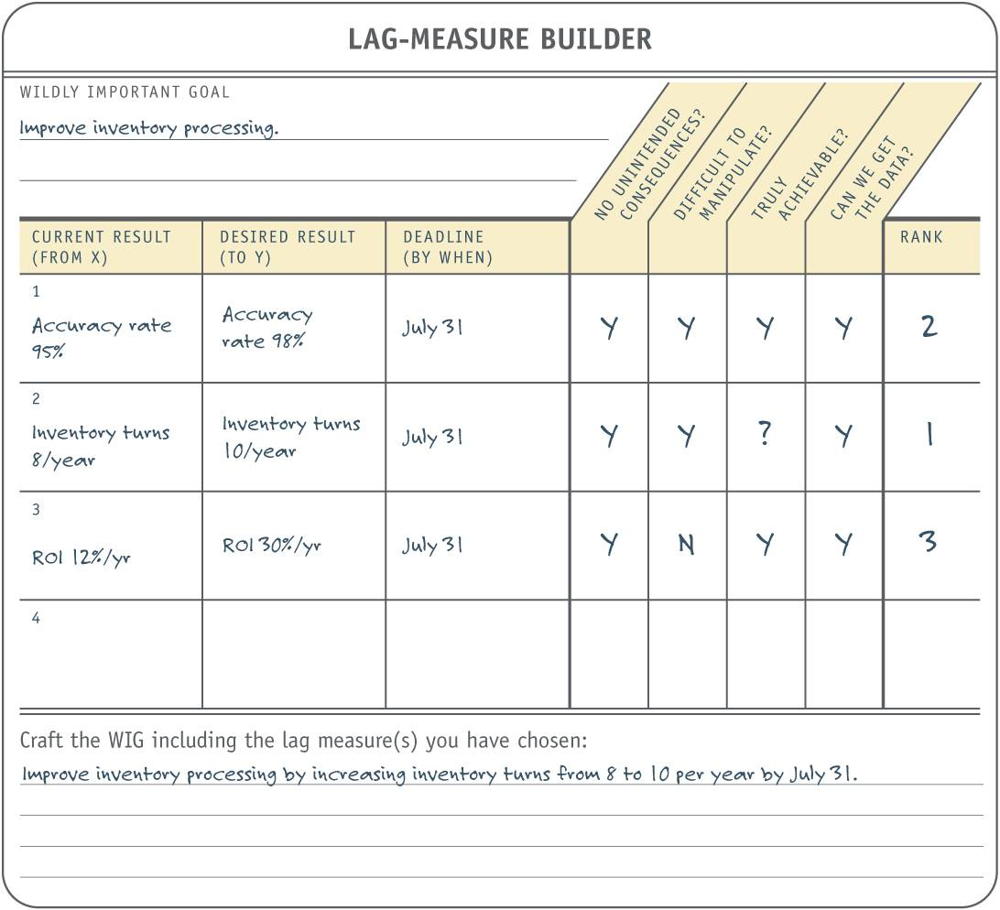 LAG-MEASURE BUILDER
WILDLY IMPORTANT GOAL
Improve inventory processing.
NO UNINTENDED
CONSEQUENCES?
DIFFICULT TO
MANIPULATE?
TRULY
ACHIEVABLE?
CAN WE GET
THE DATA?
CURRENT RESULT
(FROM X)
DESIRED RESULT
(TO Y)
DEADLINE
(BY WHEN)
RANK
1
Accuracy rate
95%
Accuracy
rate 98%
July 31
Y
Y
Y
Y
2
2
Inventory turns
8/year
Inventory turns
10/year
July 31
Y
Y
?
Y
1
3
ROI 12%/yr
ROI 30%/yr
July 31
Y
N
Y
Y
3
4
Craft the WIG including the lag measure(s) you have chosen:
Improve inventory processing by increasing inventory turns from 8 to 10 per year by July 31.